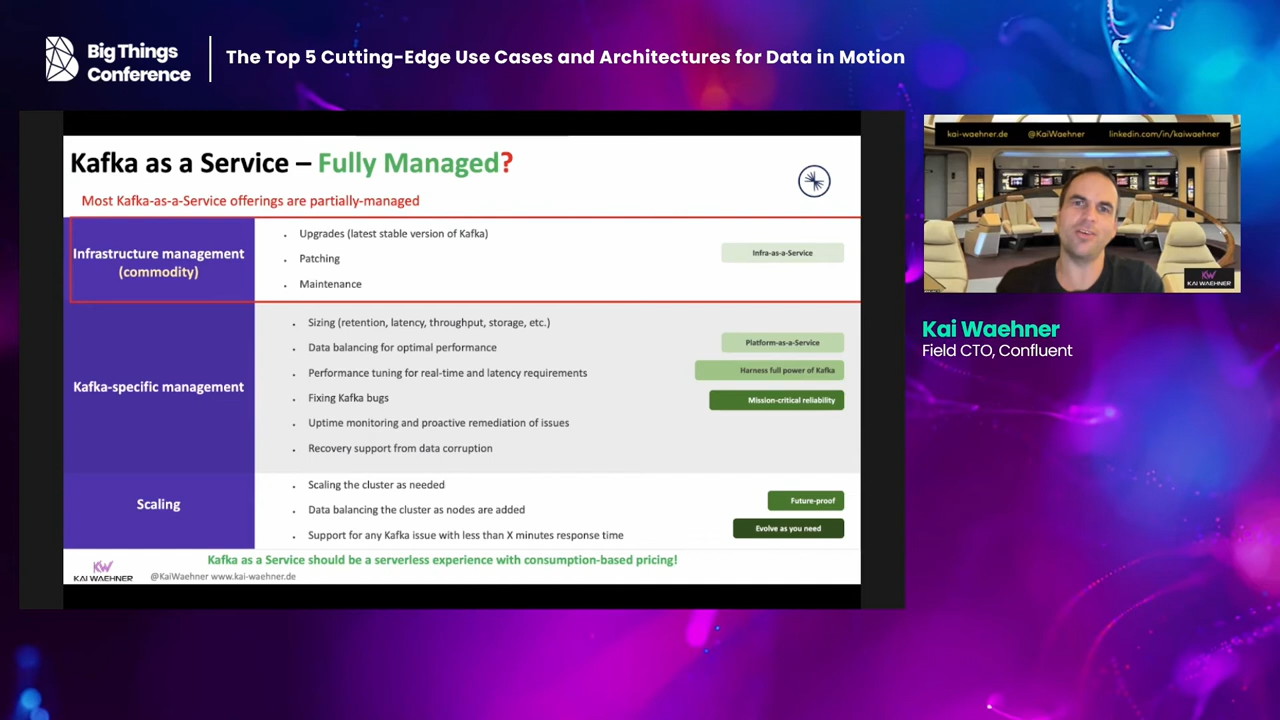 Big Things
Conference
The Top 5 Cutting-Edge Use Cases and Architectures for Data in Motion
Kafka as a Service – Fully Managed?
Most Kafka-as-a-Service offerings are partially-managed
Infrastructure management
(commodity)
• Upgrades (latest stable version of Kafka)
• Patching
• Maintenance
Infra-as-a-Service
Kafka-specific management
• Sizing (retention, latency, throughput, storage, etc.)
• Data balancing for optimal performance
• Performance tuning for real-time and latency requirements
• Fixing Kafka bugs
• Uptime monitoring and proactive remediation of issues
• Recovery support from data corruption
Platform-as-a-Service
Harness full power of Kafka
Mission-critical reliability
Scaling
• Scaling the cluster as needed
• Data balancing the cluster as nodes are added
• Support for any Kafka issue with less than X minutes response time
Future-proof
Evolve as you need
Kafka as a Service should be a serverless experience with consumption-based pricing!
KAI WAEHNER
@KaiWaehner www.kai-waehner.de
kai-waehner.de @KaiWaehner linkedin.com/in/kaiwaehner
KAI WAEHNER
Kai Waehner
Field CTO, Confluent